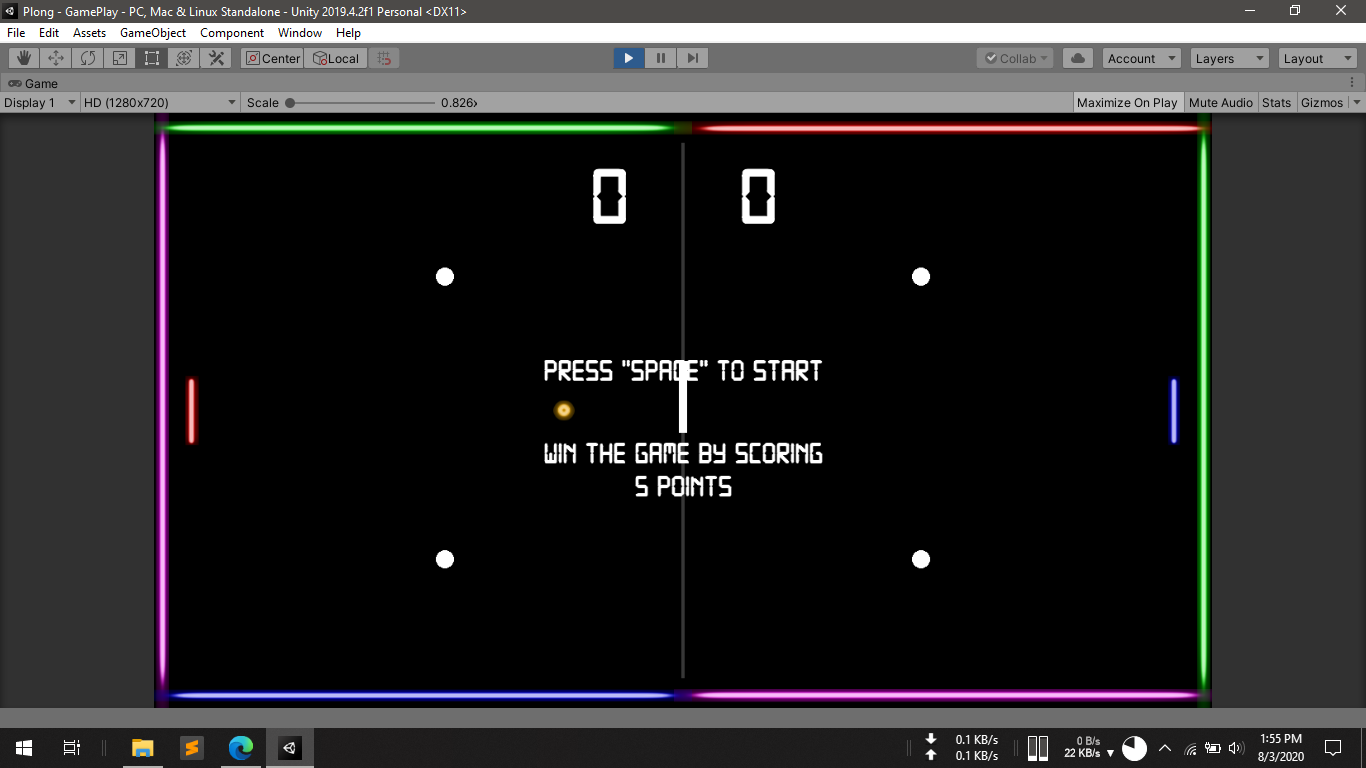 Plong - GamePlay - PC, Mac & Linux Standalone - Unity 2019.4.2f1 Personal <DX11>
File Edit Assets GameObject Component Window Help
Center Local Collab Account Layers Layout
Game
Display 1 HD (1280x720) Scale 0.826x Maximize On Play Mute Audio Stats Gizmos
0 0
PRESS "SPACE" TO START
WIN THE GAME BY SCORING
5 POINTS
0.1 KB/s 0 B/s 1:55 PM
0.1 KB/s 22 KB/s 8/3/2020